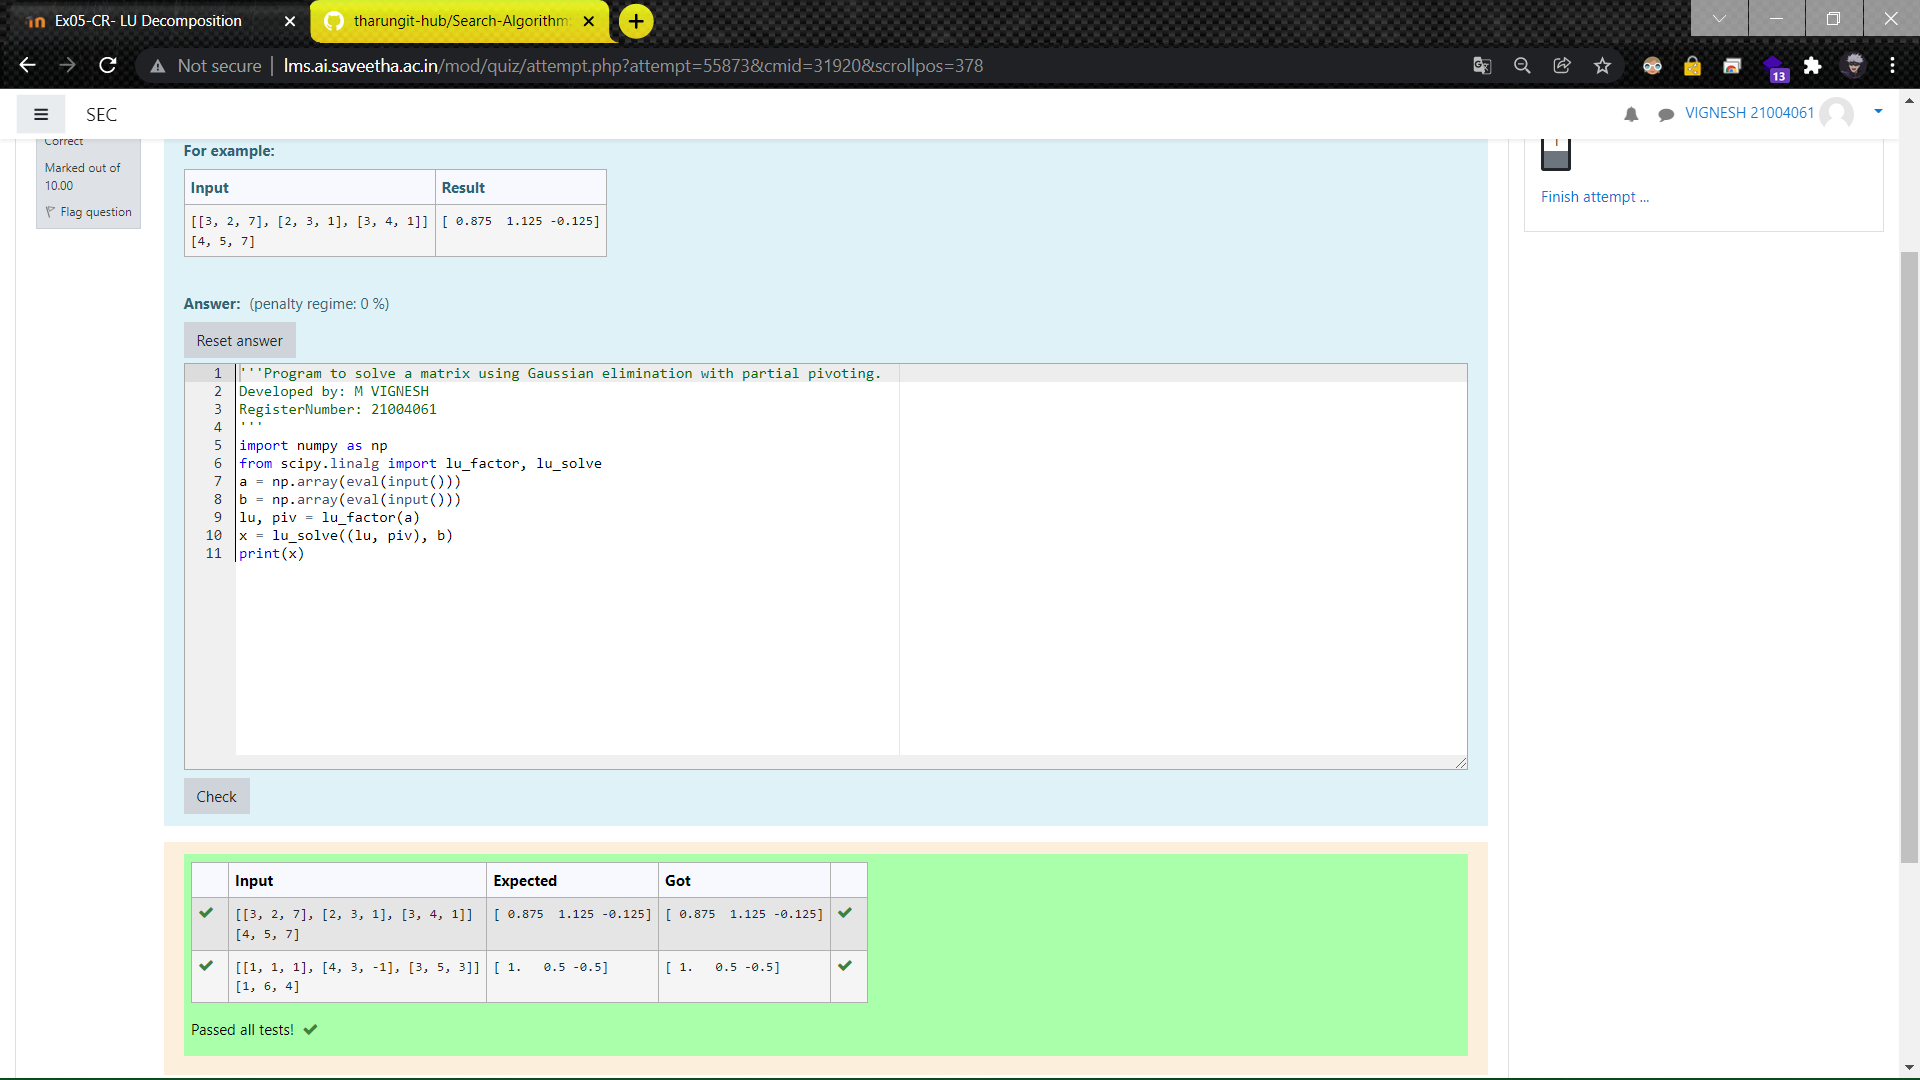 Ex05-CR- LU Decomposition
tharungit-hub/Search-Algorithm
Not secure | lms.ai.saveetha.ac.in/mod/quiz/attempt.php?attempt=55873&cmid=31920&scrollpos=378
13
SEC
VIGNESH 21004061
Correct
Marked out of
10.00
Flag question
For example:
Input Result
[[3, 2, 7], [2, 3, 1], [3, 4, 1]] [ 0.875  1.125 -0.125]
[4, 5, 7]
Finish attempt ...
Answer: (penalty regime: 0 %)
Reset answer
1 '''Program to solve a matrix using Gaussian elimination with partial pivoting.
2 Developed by: M VIGNESH
3 RegisterNumber: 21004061
4 '''
5 import numpy as np
6 from scipy.linalg import lu_factor, lu_solve
7 a = np.array(eval(input()))
8 b = np.array(eval(input()))
9 lu, piv = lu_factor(a)
10 x = lu_solve((lu, piv), b)
11 print(x)
Check
Input Expected Got
[[3, 2, 7], [2, 3, 1], [3, 4, 1]] [ 0.875  1.125 -0.125] [ 0.875  1.125 -0.125]
[4, 5, 7]
[[1, 1, 1], [4, 3, -1], [3, 5, 3]] [ 1.   0.5 -0.5] [ 1.   0.5 -0.5]
[1, 6, 4]
Passed all tests!